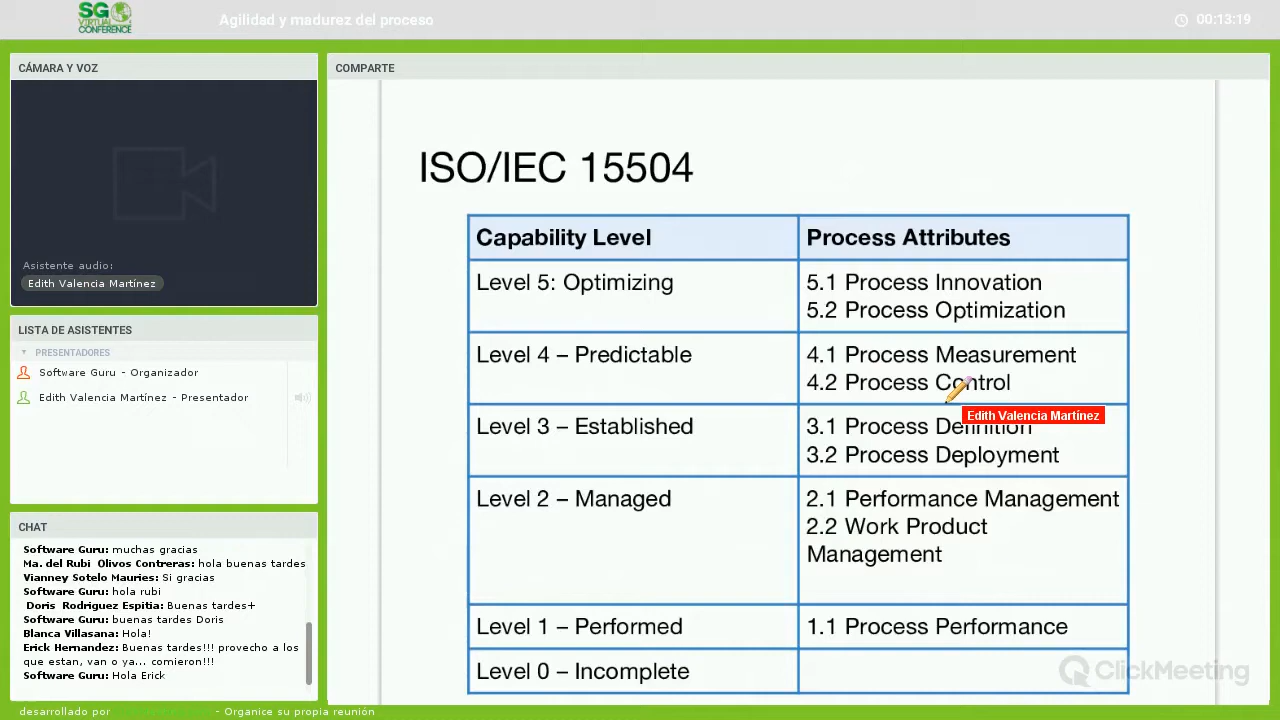 SG
VIRTUAL
CONFERENCE
Agilidad y madurez del proceso
00:13:19
CÁMARA Y VOZ
Asistente audio:
Edith Valencia Martínez
LISTA DE ASISTENTES
PRESENTADORES
Software Guru - Organizador
Edith Valencia Martínez - Presentador
CHAT
Software Guru: muchas gracias
Ma. del Rubi Olivos Contreras: hola buenas tardes
Vianney Sotelo Mauries: Si gracias
Software Guru: hola rubi
Doris Rodriguez Espitia: Buenas tardes+
Software Guru: buenas tardes Doris
Blanca Villasana: Hola!
Erick Hernandez: Buenas tardes!!! provecho a los
que estan, van o ya... comieron!!!
Software Guru: Hola Erick
COMPARTE
ISO/IEC 15504
Capability Level Process Attributes
Level 5: Optimizing 5.1 Process Innovation
5.2 Process Optimization
Level 4 – Predictable 4.1 Process Measurement
4.2 Process Control
Edith Valencia Martínez
Level 3 – Established 3.1 Process Definition
3.2 Process Deployment
Level 2 – Managed 2.1 Performance Management
2.2 Work Product
Management
Level 1 – Performed 1.1 Process Performance
Level 0 – Incomplete
ClickMeeting
desarrollado por - Organice su propia reunión